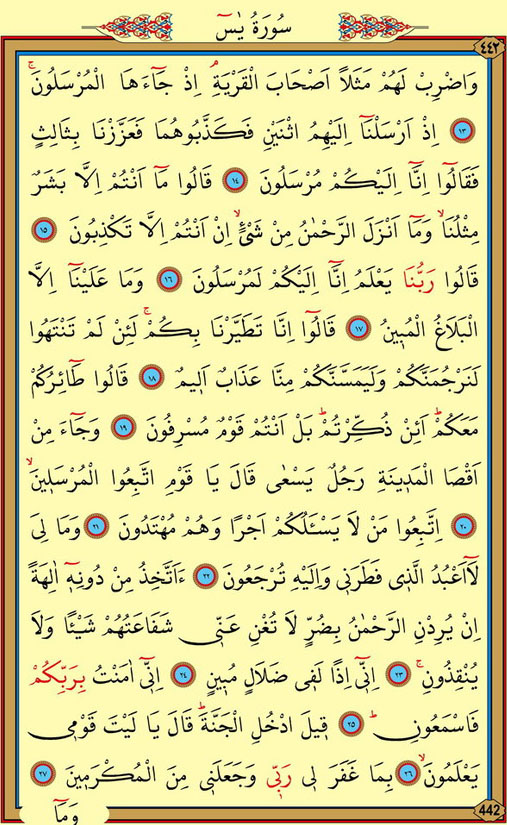 سُورَةُ يٰسٓ
٤٤٢
وَاضْرِبْ لَهُمْ مَثَلًا اَصْحَابَ الْقَرْيَةِۘ اِذْ جَٓاءَهَا الْمُرْسَلُونَۚ
﴿١٣﴾ اِذْ اَرْسَلْنَٓا اِلَيْهِمُ اثْنَيْنِ فَكَذَّبُوهُمَا فَعَزَّزْنَا بِثَالِثٍ
فَقَالُٓوا اِنَّٓا اِلَيْكُمْ مُرْسَلُونَ ﴿١٤﴾ قَالُوا مَٓا اَنْتُمْ اِلَّا بَشَرٌ
مِثْلُنَاۙ وَمَٓا اَنْزَلَ الرَّحْمٰنُ مِنْ شَيْءٍۙ اِنْ اَنْتُمْ اِلَّا تَكْذِبُونَ ﴿١٥﴾
قَالُوا رَبُّنَا يَعْلَمُ اِنَّٓا اِلَيْكُمْ لَمُرْسَلُونَ ﴿١٦﴾ وَمَا عَلَيْنَٓا اِلَّا
الْبَلَاغُ الْمُبٖينُ ﴿١٧﴾ قَالُٓوا اِنَّا تَطَيَّرْنَا بِكُمْۚ لَئِنْ لَمْ تَنْتَهُوا
لَنَرْجُمَنَّكُمْ وَلَيَمَسَّنَّكُمْ مِنَّا عَذَابٌ اَلٖيمٌ ﴿١٨﴾ قَالُوا طَٓائِرُكُمْ
مَعَكُمْۜ اَئِنْ ذُكِّرْتُمْۜ بَلْ اَنْتُمْ قَوْمٌ مُسْرِفُونَ ﴿١٩﴾ وَجَٓاءَ مِنْ
اَقْصَا الْمَدٖينَةِ رَجُلٌ يَسْعٰى قَالَ يَا قَوْمِ اتَّبِعُوا الْمُرْسَلٖينَۙ
﴿٢٠﴾ اِتَّبِعُوا مَنْ لَا يَسْـَٔلُكُمْ اَجْرًا وَهُمْ مُهْتَدُونَ ﴿٢١﴾ وَمَا لِيَ
لَٓا اَعْبُدُ الَّذٖي فَطَرَنٖي وَاِلَيْهِ تُرْجَعُونَ ﴿٢٢﴾ ءَاَتَّخِذُ مِنْ دُونِهٖٓ اٰلِهَةً
اِنْ يُرِدْنِ الرَّحْمٰنُ بِضُرٍّ لَا تُغْنِ عَنّٖي شَفَاعَتُهُمْ شَيْـًٔا وَلَا
يُنْقِذُونِۚ ﴿٢٣﴾ اِنّٖٓي اِذًا لَفٖي ضَلَالٍ مُبٖينٍ ﴿٢٤﴾ اِنّٖٓي اٰمَنْتُ بِرَبِّكُمْ
فَاسْمَعُونِۜ ﴿٢٥﴾ قٖيلَ ادْخُلِ الْجَنَّةَۜ قَالَ يَا لَيْتَ قَوْمٖي
يَعْلَمُونَۙ ﴿٢٦﴾ بِمَا غَفَرَ لٖي رَبّٖي وَجَعَلَنٖي مِنَ الْمُكْرَمٖينَ ﴿٢٧﴾
وَمَٓا
442